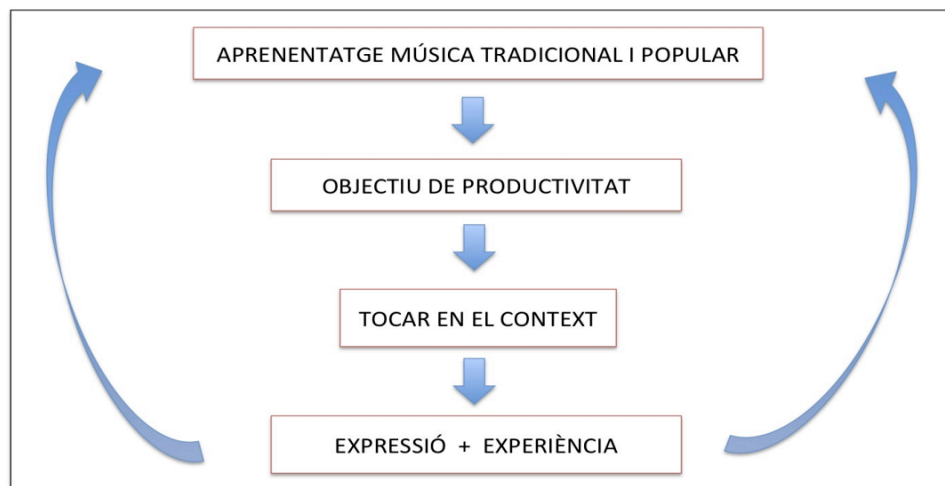 APRENENTATGE MÚSICA TRADICIONAL I POPULAR
OBJECTIU DE PRODUCTIVITAT
TOCAR EN EL CONTEXT
EXPRESSIÓ + EXPERIÈNCIA